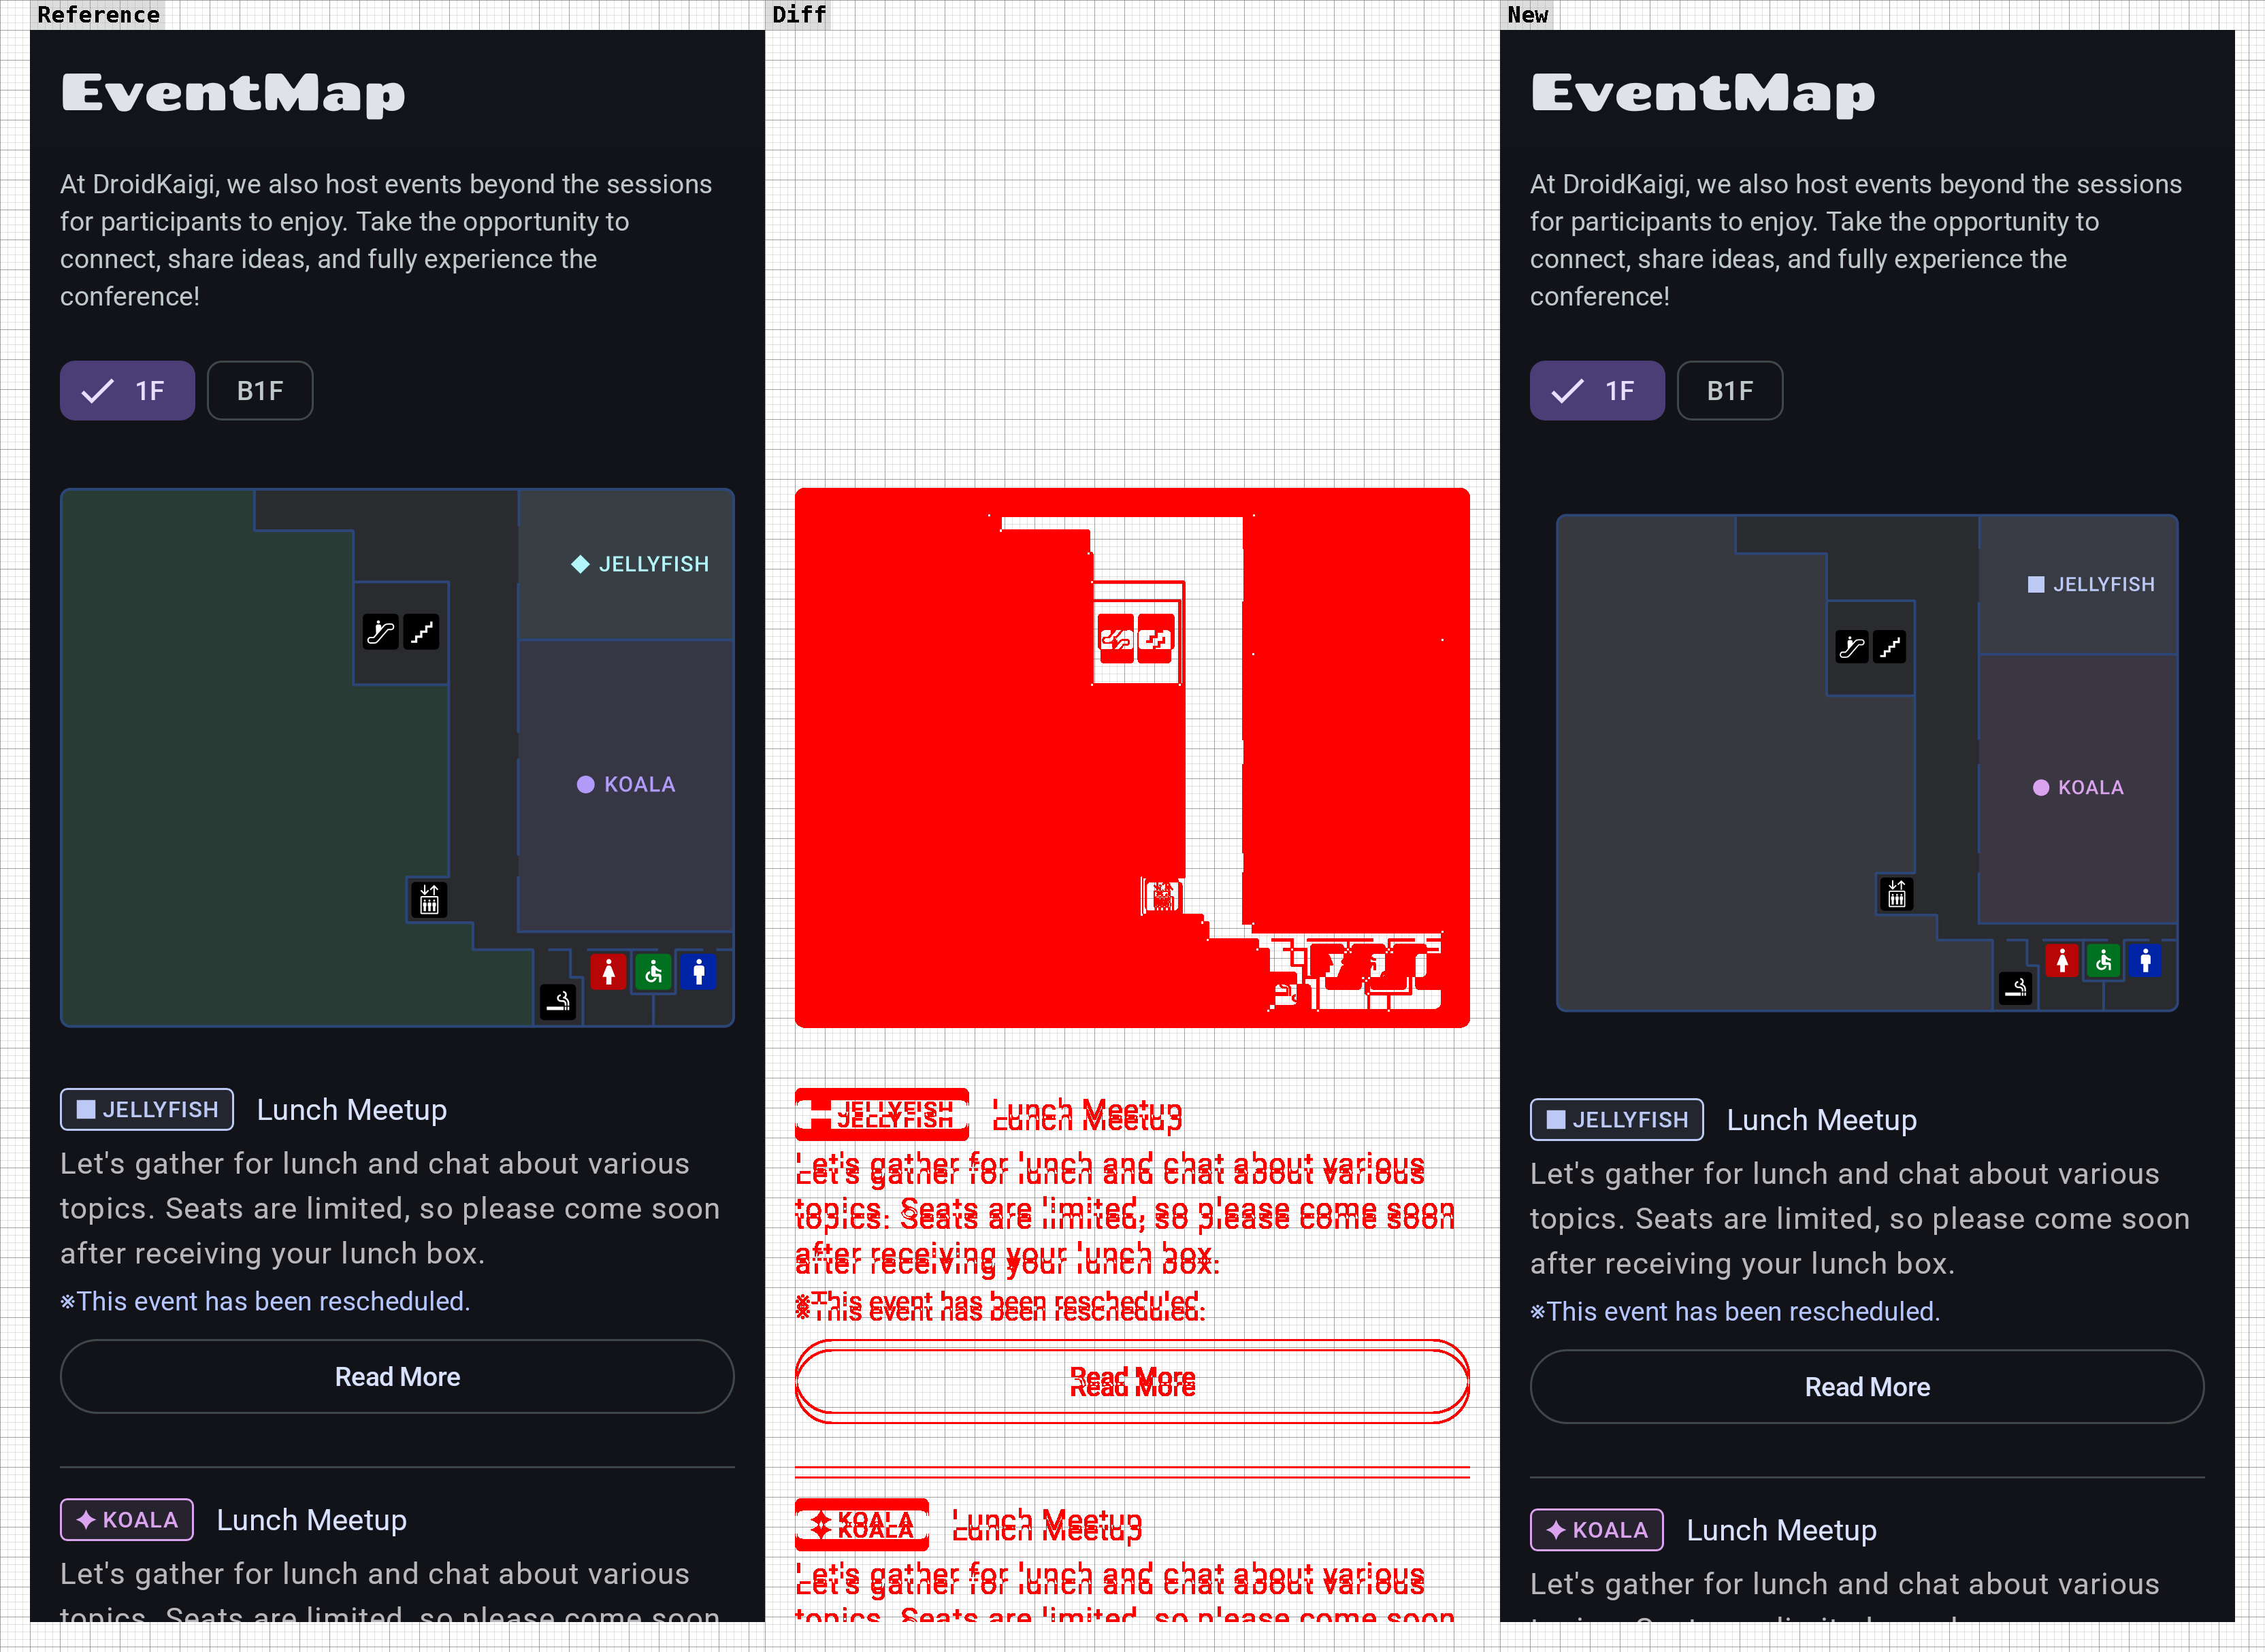 Reference
EventMap
At DroidKaigi, we also host events beyond the sessions
for participants to enjoy. Take the opportunity to
connect, share ideas, and fully experience the
conference!
1F
B1F
JELLYFISH
KOALA
JELLYFISH
Lunch Meetup
Let's gather for lunch and chat about various
topics. Seats are limited, so please come soon
after receiving your lunch box.
※This event has been rescheduled.
Read More
KOALA
Lunch Meetup
Let's gather for lunch and chat about various
topics. Seats are limited, so please come soon
Diff
JELLYFISH
Lunch Meetup
Let's gather for lunch and chat about various
topics. Seats are limited, so please come soon
after receiving your lunch box.
※This event has been rescheduled.
Read More
Read More
KOALA
KOALA
Lunch Meetup
Let's gather for lunch and chat about various
topics. Seats are limited, so please come soon
New
EventMap
At DroidKaigi, we also host events beyond the sessions
for participants to enjoy. Take the opportunity to
connect, share ideas, and fully experience the
conference!
1F
B1F
JELLYFISH
KOALA
JELLYFISH
Lunch Meetup
Let's gather for lunch and chat about various
topics. Seats are limited, so please come soon
after receiving your lunch box.
※This event has been rescheduled.
Read More
KOALA
Lunch Meetup
Let's gather for lunch and chat about various